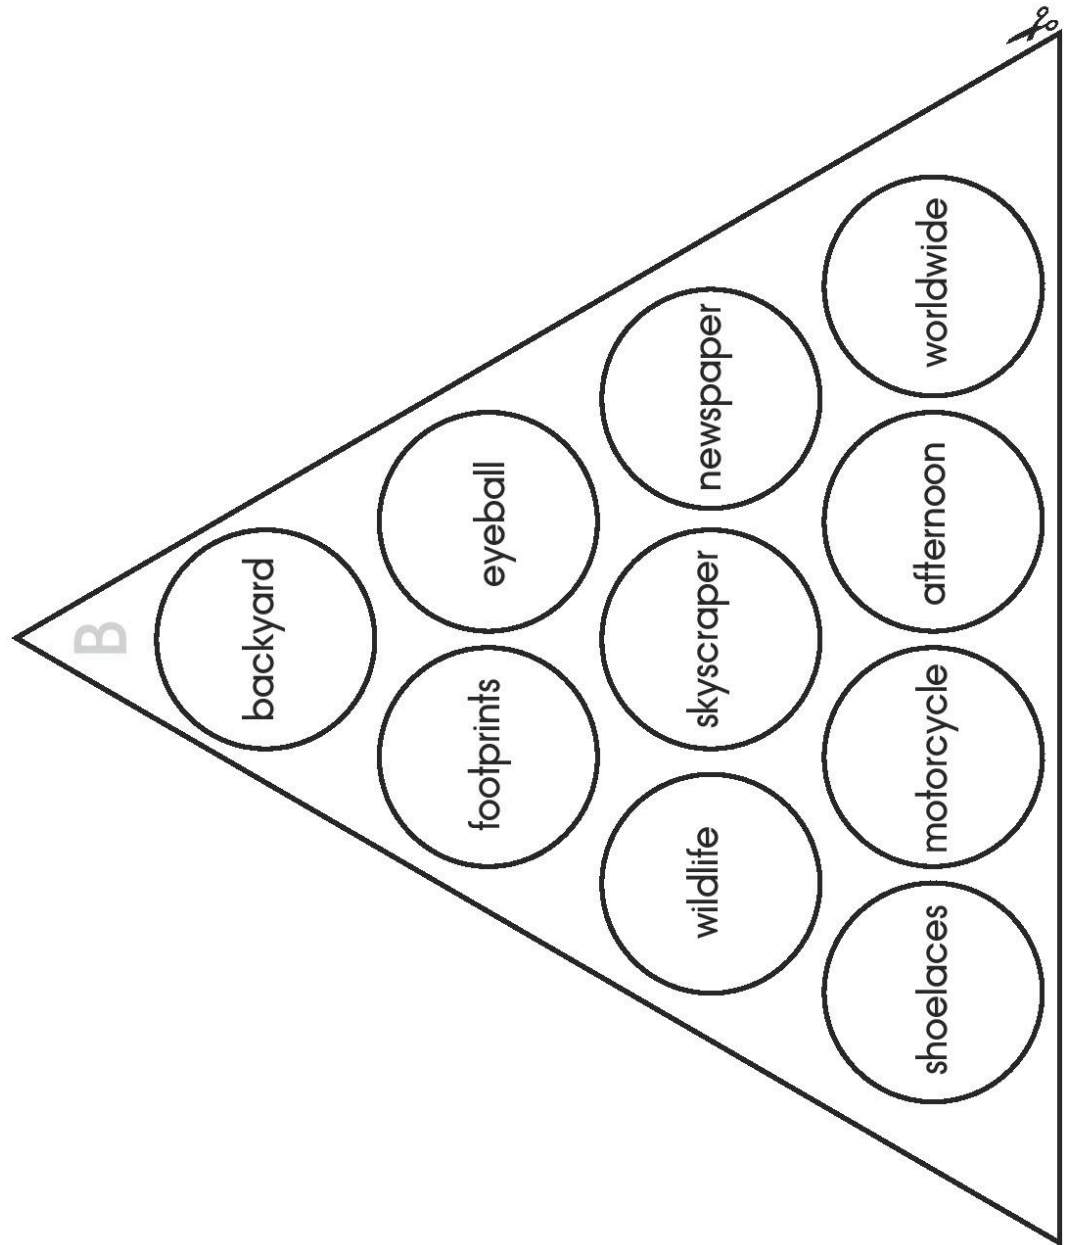 B
backyard
footprints
eyeball
wildlife
skyscraper
newspaper
shoelaces
motorcycle
afternoon
worldwide